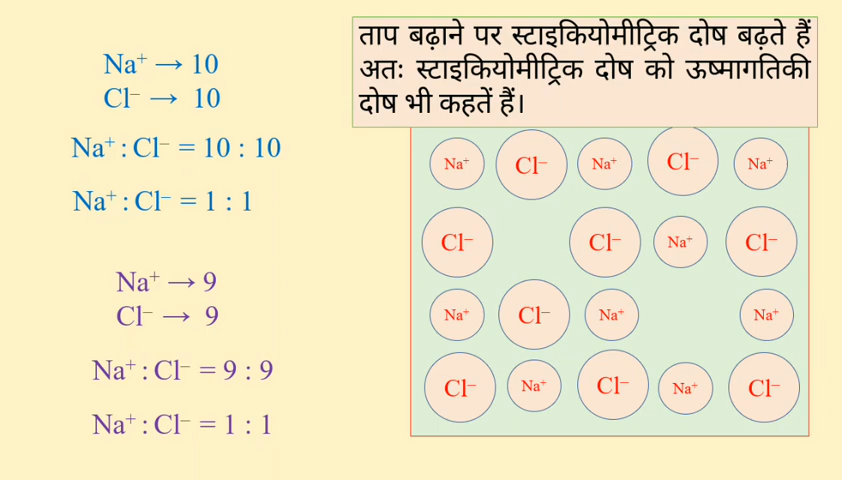 Na⁺ → 10
Cl⁻ → 10
Na⁺ : Cl⁻ = 10 : 10
Na⁺ : Cl⁻ = 1 : 1
Na⁺ → 9
Cl⁻ → 9
Na⁺ : Cl⁻ = 9 : 9
Na⁺ : Cl⁻ = 1 : 1
ताप बढ़ाने पर स्टाइकियोमीट्रिक दोष बढ़ते हैं
अतः स्टाइकियोमीट्रिक दोष को ऊष्मागतिकी
दोष भी कहतें हैं।
Na⁺ Cl⁻ Na⁺ Cl⁻ Na⁺
Cl⁻ Cl⁻ Na⁺ Cl⁻
Na⁺ Cl⁻ Na⁺ Na⁺
Cl⁻ Na⁺ Cl⁻ Na⁺ Cl⁻